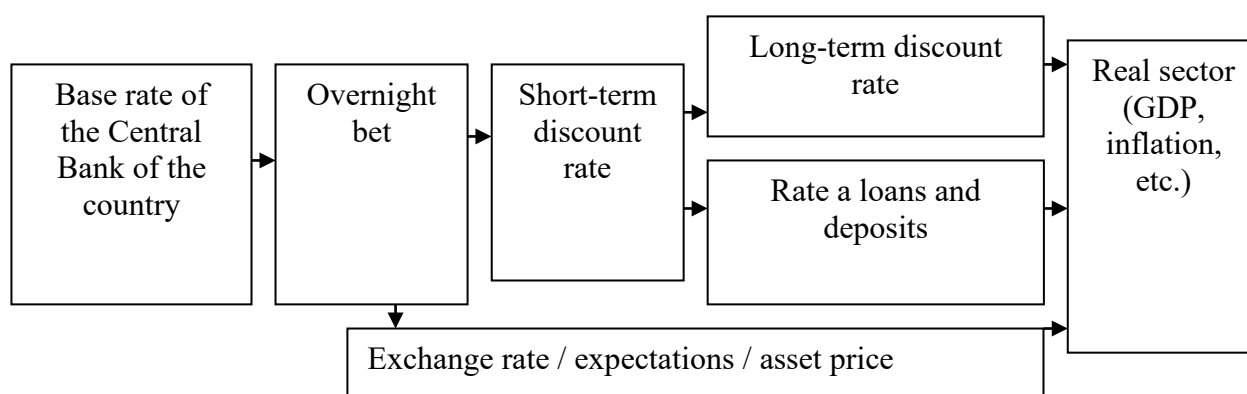 Base rate of
the Central
Bank of the
country
Overnight
bet
Short-term
discount
rate
Long-term discount
rate
Rate a loans and
deposits
Real sector
(GDP,
inflation,
etc.)
Exchange rate / expectations / asset price